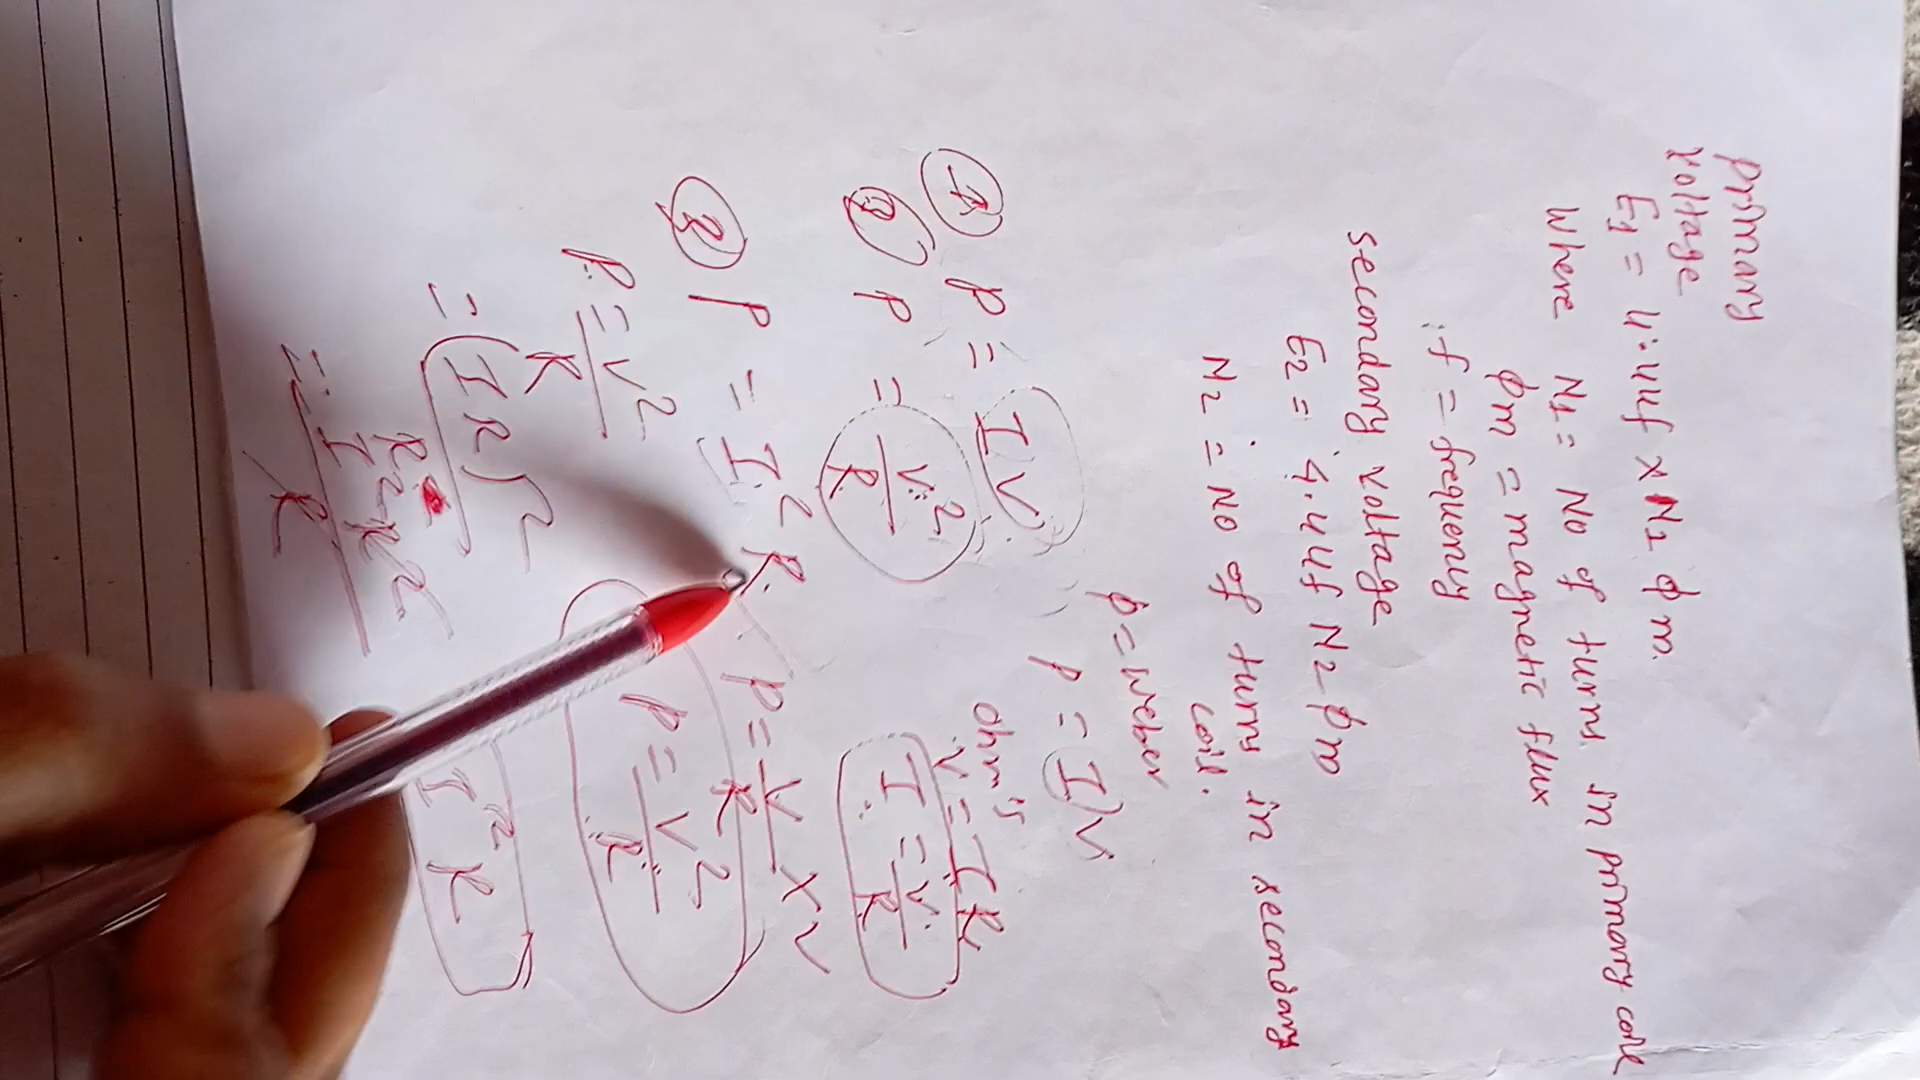 primary
voltage
E1 = 4.44f x N1 φm.
Where N1 = No of turns in primary coil
φm = magnetic flux
: f = frequency
secondary voltage
E2 = 4.44f N2 φm
N2 = No of turns in secondary
coil.
φ = weber
P = IV
A P = IV
ohm's
V = IR
P = V²/R
I = V/R
P = I²R
P = V/R x V
P = V²/R
P = V²/R
= (IR)²/R
I²R